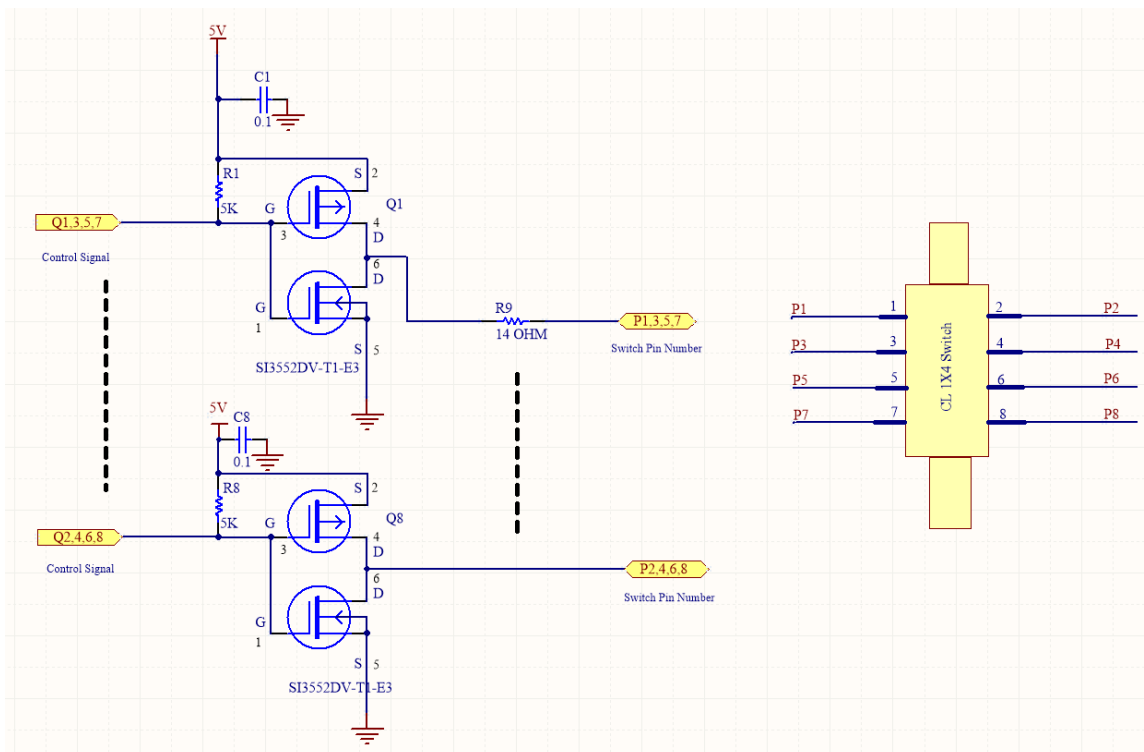 5V
C1
0.1
R1
5K
S 2
Q1
G
3
4
D
Q1,3,5,7
Control Signal
6
D
G
1
S 5
SI3552DV-T1-E3
R9
14 OHM
P1,3,5,7
Switch Pin Number
5V
C8
0.1
R8
5K
S 2
Q8
G
3
4
D
Q2,4,6,8
Control Signal
6
D
G
1
S 5
SI3552DV-T1-E3
P2,4,6,8
Switch Pin Number
P1 1 2 P2
P3 3 4 P4
P5 5 6 P6
P7 7 8 P8
CL 1X4 Switch